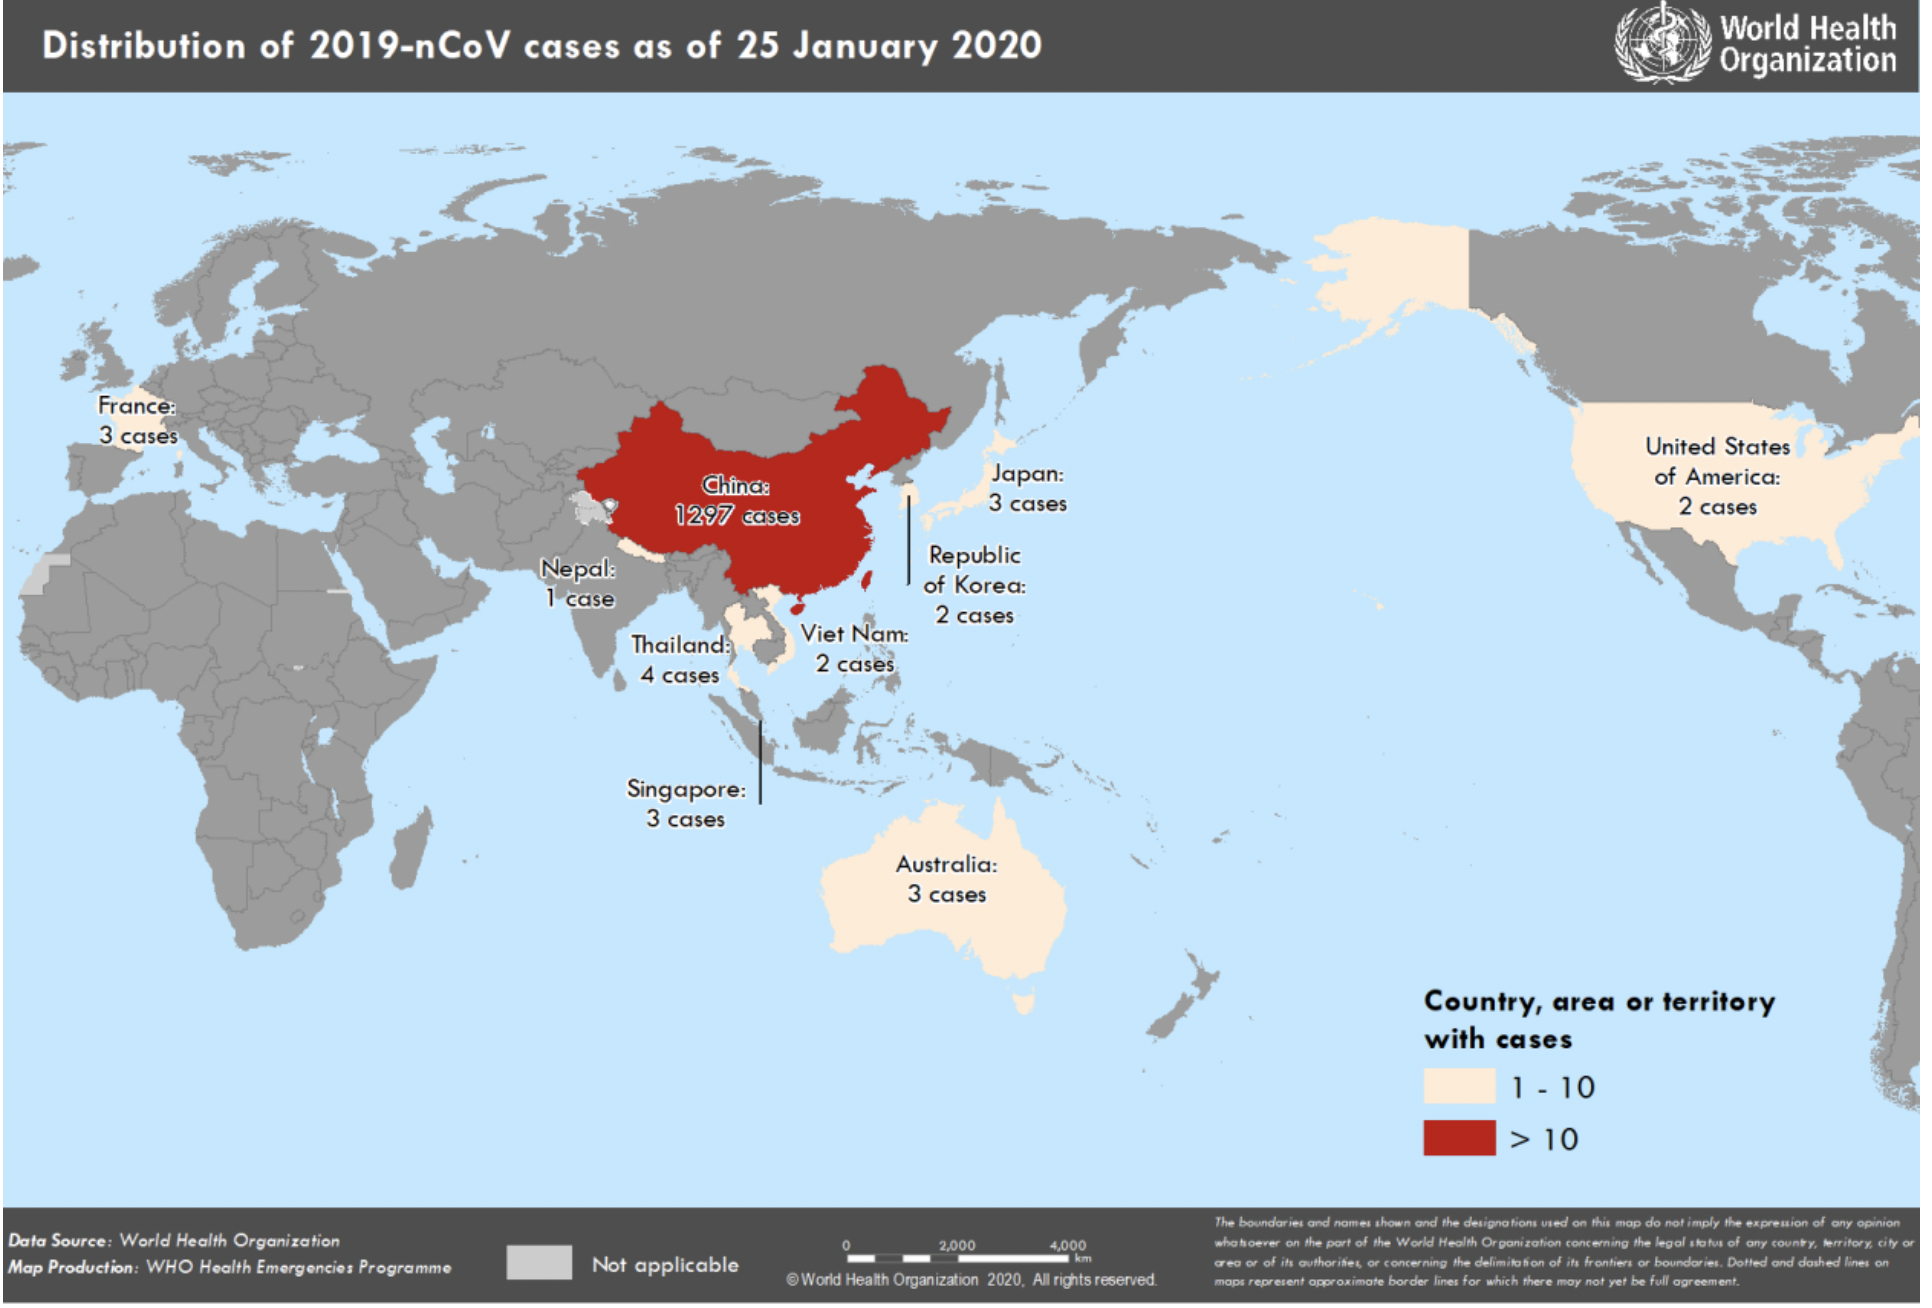 Distribution of 2019-nCoV cases as of 25 January 2020
World Health
Organization
France:
3 cases
China:
1297 cases
Japan:
3 cases
United States
of America:
2 cases
Nepal:
1 case
Republic
of Korea:
2 cases
Thailand:
4 cases
Viet Nam:
2 cases
Singapore:
3 cases
Australia:
3 cases
Country, area or territory
with cases
1 - 10
> 10
Data Source: World Health Organization
Map Production: WHO Health Emergencies Programme
Not applicable
0 2,000 4,000
km
©World Health Organization 2020, All rights reserved.
The boundaries and names shown and the designations used on this map do not imply the expression of any opinion
whatsoever on the part of the World Health Organization concerning the legal status of any country, territory, city or
area or of its authorities, or concerning the delimitation of its frontiers or boundaries. Dotted and dashed lines on
maps represent approximate border lines for which there may not yet be full agreement.